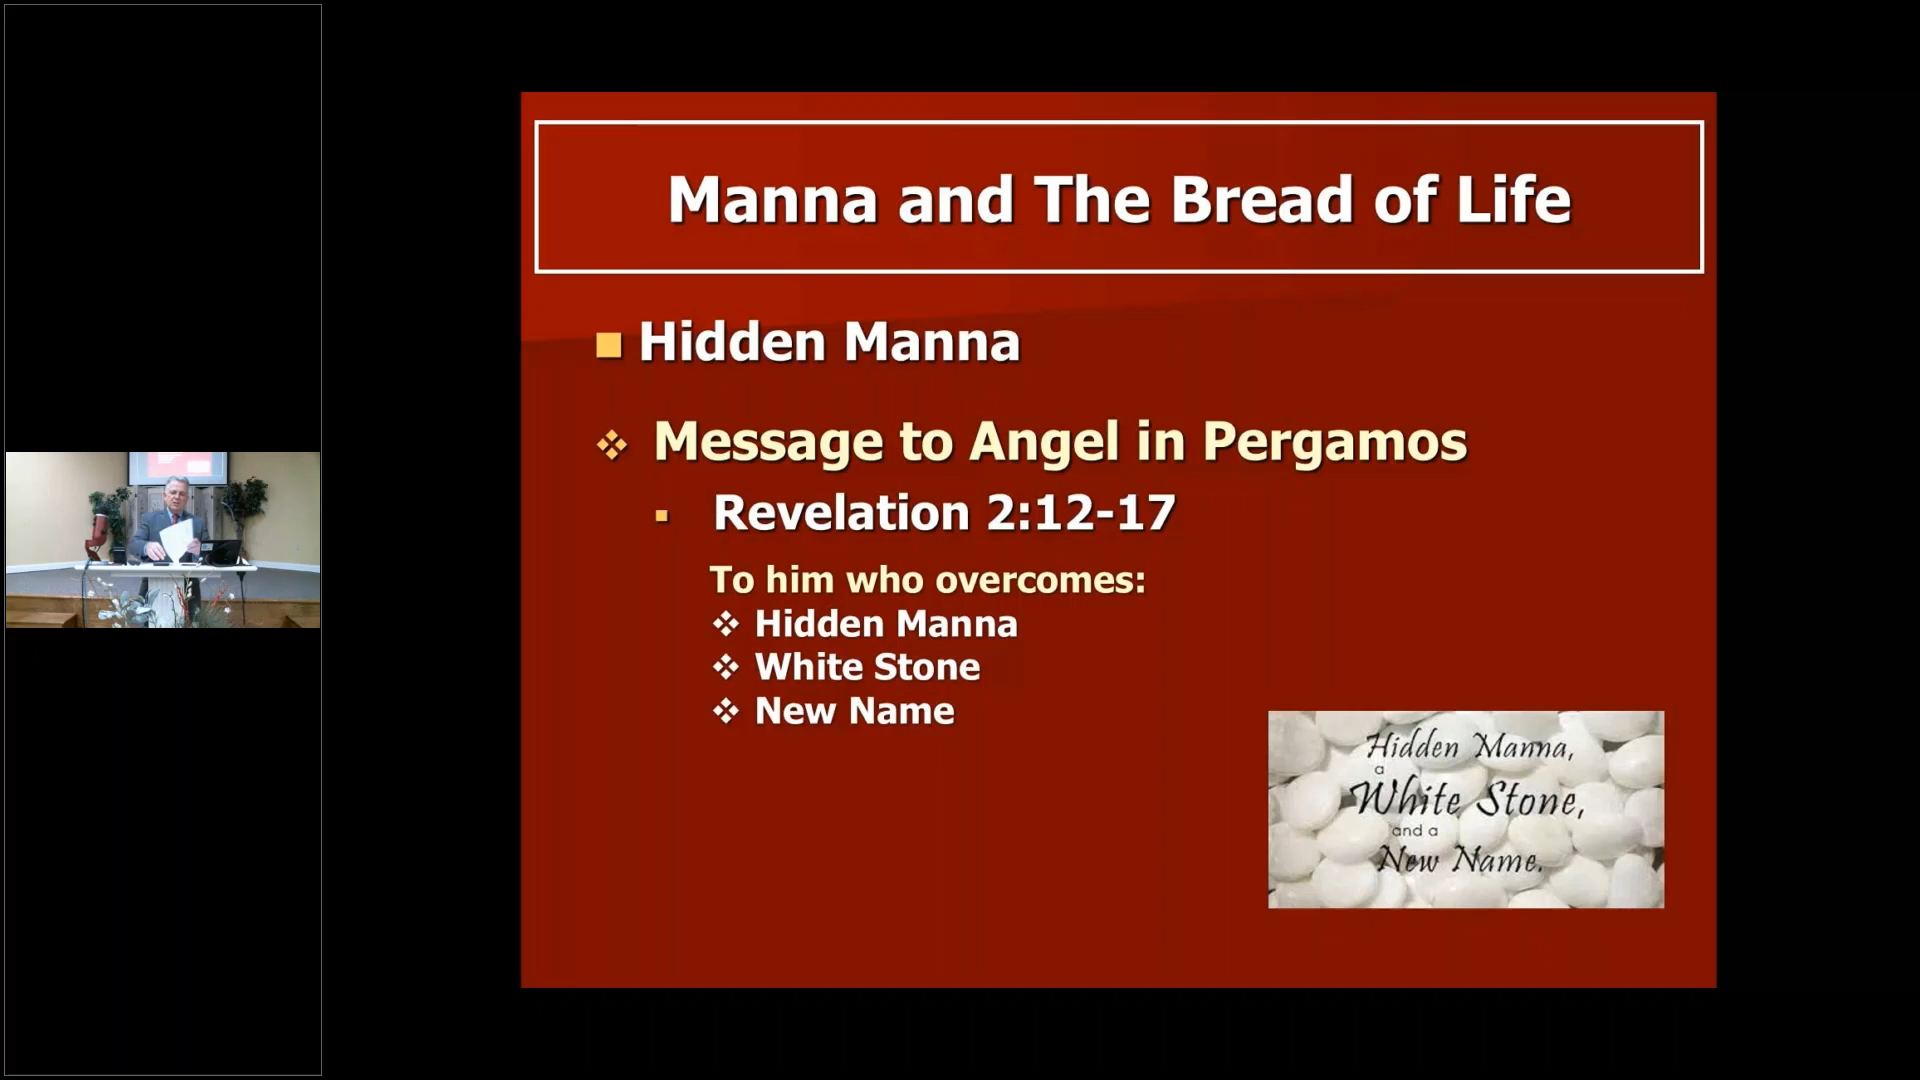 Manna and The Bread of Life
Hidden Manna
Message to Angel in Pergamos
Revelation 2:12-17
To him who overcomes:
Hidden Manna
White Stone
New Name
Hidden Manna,
a
White Stone,
and a
New Name.